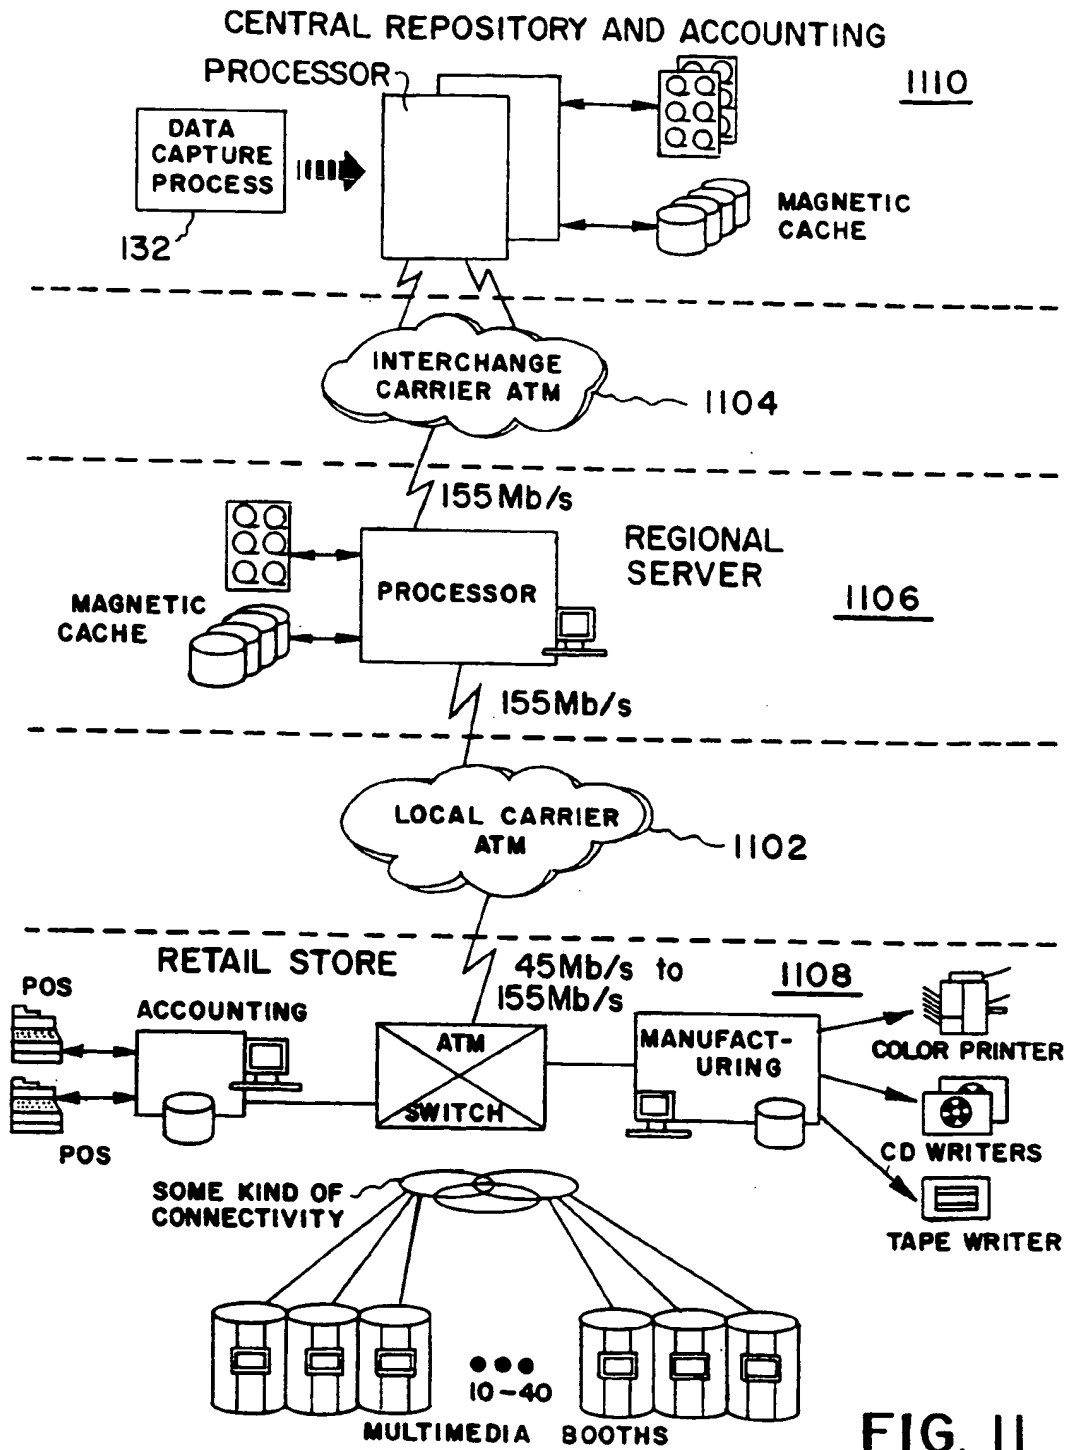 CENTRAL REPOSITORY AND ACCOUNTING
PROCESSOR
1110
DATA
CAPTURE
PROCESS
132
MAGNETIC
CACHE
INTERCHANGE
CARRIER ATM
1104
155Mb/s
REGIONAL
SERVER
PROCESSOR
1106
MAGNETIC
CACHE
155Mb/s
LOCAL CARRIER
ATM
1102
RETAIL STORE
45Mb/s to
155Mb/s
1108
POS
ACCOUNTING
ATM
SWITCH
MANUFACT-
URING
COLOR PRINTER
POS
CD WRITERS
SOME KIND OF
CONNECTIVITY
TAPE WRITER
10-40
MULTIMEDIA BOOTHS
FIG. 11